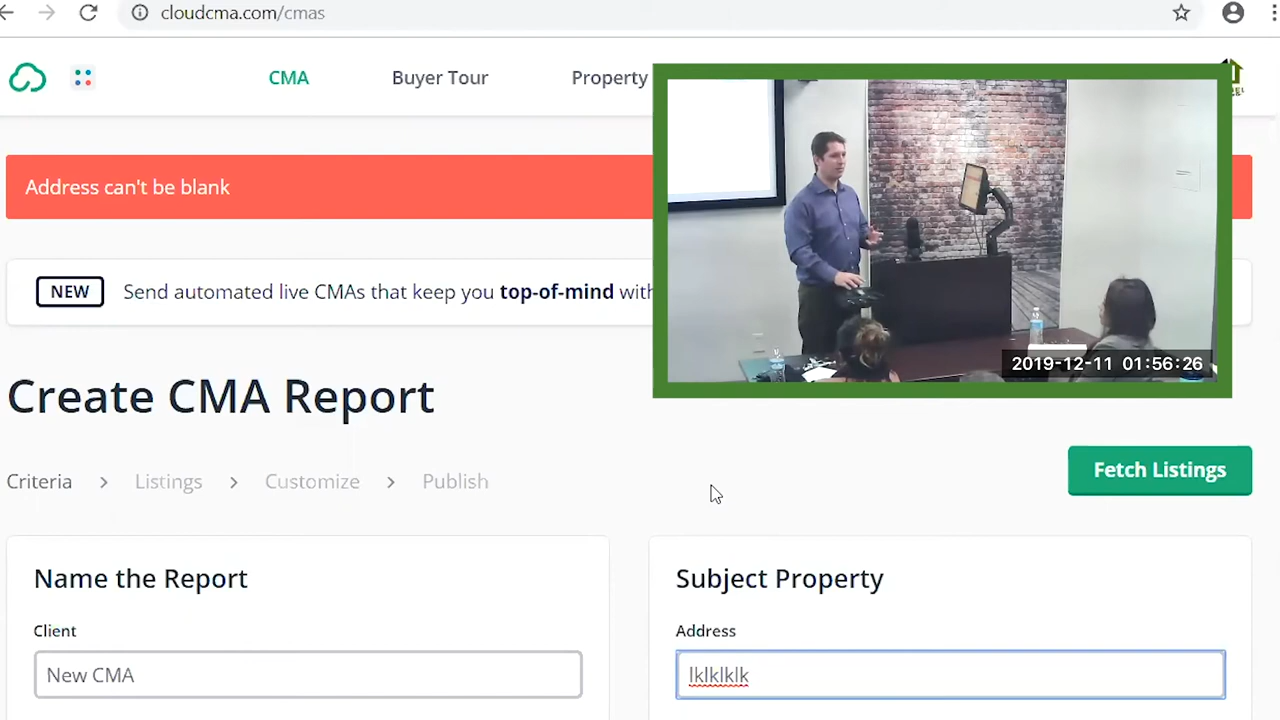 cloudcma.com/cmas
CMA
Buyer Tour
Property
Address can't be blank
NEW Send automated live CMAs that keep you top-of-mind with
2019-12-11 01:56:26
Create CMA Report
Criteria > Listings > Customize > Publish
Fetch Listings
Name the Report
Subject Property
Client
Address
New CMA
lklklklk